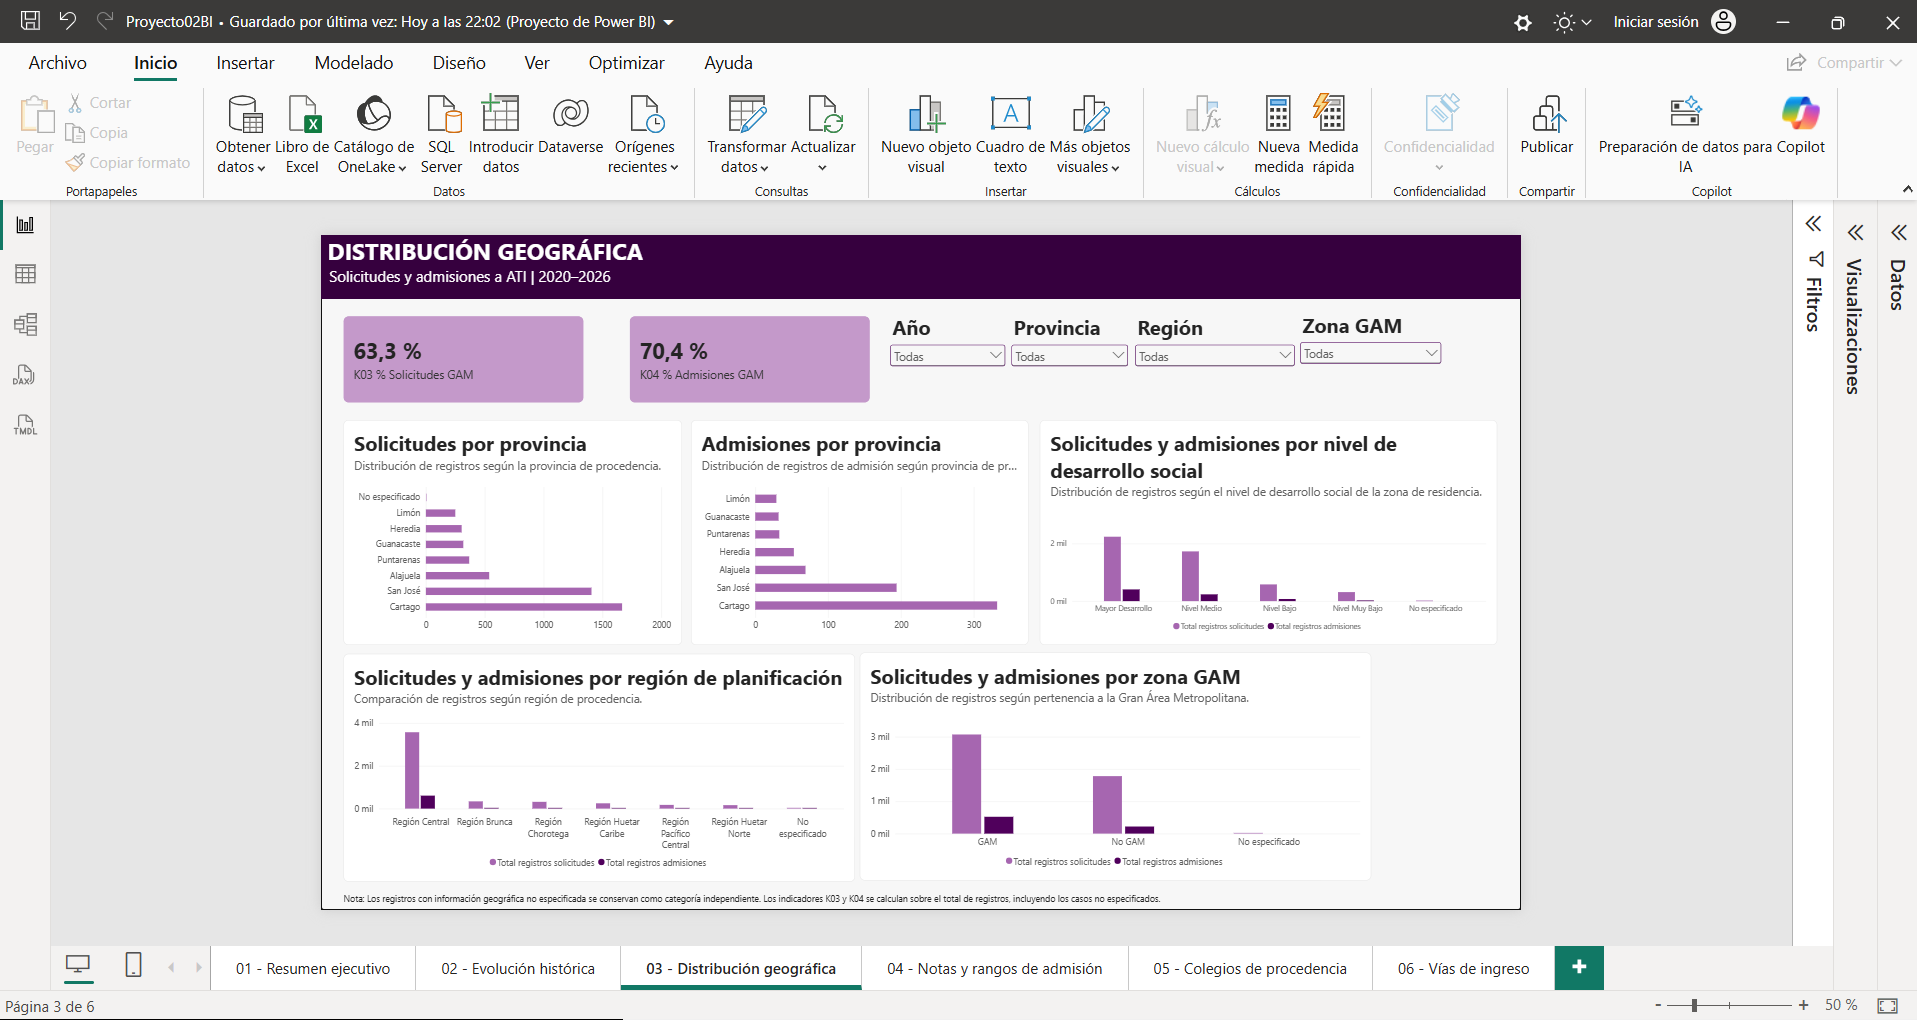 Proyecto02BI • Guardado por última vez: Hoy a las 22:02 (Proyecto de Power BI)
Iniciar sesión
Archivo
Inicio
Insertar
Modelado
Diseño
Ver
Optimizar
Ayuda
Compartir
Pegar
Cortar
Copia
Copiar formato
Portapapeles
Obtener datos
Libro de Excel
Catálogo de OneLake
SQL Server
Introducir datos
Dataverse
Orígenes recientes
Datos
Transformar datos
Actualizar
Consultas
Nuevo objeto visual
Cuadro de texto
Más objetos visuales
Insertar
Nuevo cálculo visual
Nueva medida
Medida rápida
Cálculos
Confidencialidad
Confidencialidad
Publicar
Compartir
Preparación de datos para IA
Copilot
Copilot
DAX
TMDL
DISTRIBUCIÓN GEOGRÁFICA
Solicitudes y admisiones a ATI | 2020–2026
63,3 %
K03 % Solicitudes GAM
70,4 %
K04 % Admisiones GAM
Año
Todas
Provincia
Todas
Región
Todas
Zona GAM
Todas
Solicitudes por provincia
Distribución de registros según la provincia de procedencia.
No especificado
Limón
Heredia
Guanacaste
Puntarenas
Alajuela
San José
Cartago
0 500 1000 1500 2000
Admisiones por provincia
Distribución de registros de admisión según provincia de pr...
Limón
Guanacaste
Puntarenas
Heredia
Alajuela
San José
Cartago
0 100 200 300
Solicitudes y admisiones por nivel de
desarrollo social
Distribución de registros según el nivel de desarrollo social de la zona de residencia.
2 mil
0 mil
Mayor Desarrollo Nivel Medio Nivel Bajo Nivel Muy Bajo No especificado
Total registros solicitudes Total registros admisiones
Solicitudes y admisiones por región de planificación
Comparación de registros según región de procedencia.
4 mil
2 mil
0 mil
Región Central
Región Brunca
Región Chorotega
Región Huetar Caribe
Región Pacífico Central
Región Huetar Norte
No especificado
Total registros solicitudes Total registros admisiones
Solicitudes y admisiones por zona GAM
Distribución de registros según pertenencia a la Gran Área Metropolitana.
3 mil
2 mil
1 mil
0 mil
GAM No GAM No especificado
Total registros solicitudes Total registros admisiones
Nota: Los registros con información geográfica no especificada se conservan como categoría independiente. Los indicadores K03 y K04 se calculan sobre el total de registros, incluyendo los casos no especificados.
Filtros
Visualizaciones
Datos
01 - Resumen ejecutivo
02 - Evolución histórica
03 - Distribución geográfica
04 - Notas y rangos de admisión
05 - Colegios de procedencia
06 - Vías de ingreso
Página 3 de 6
- + 50 %